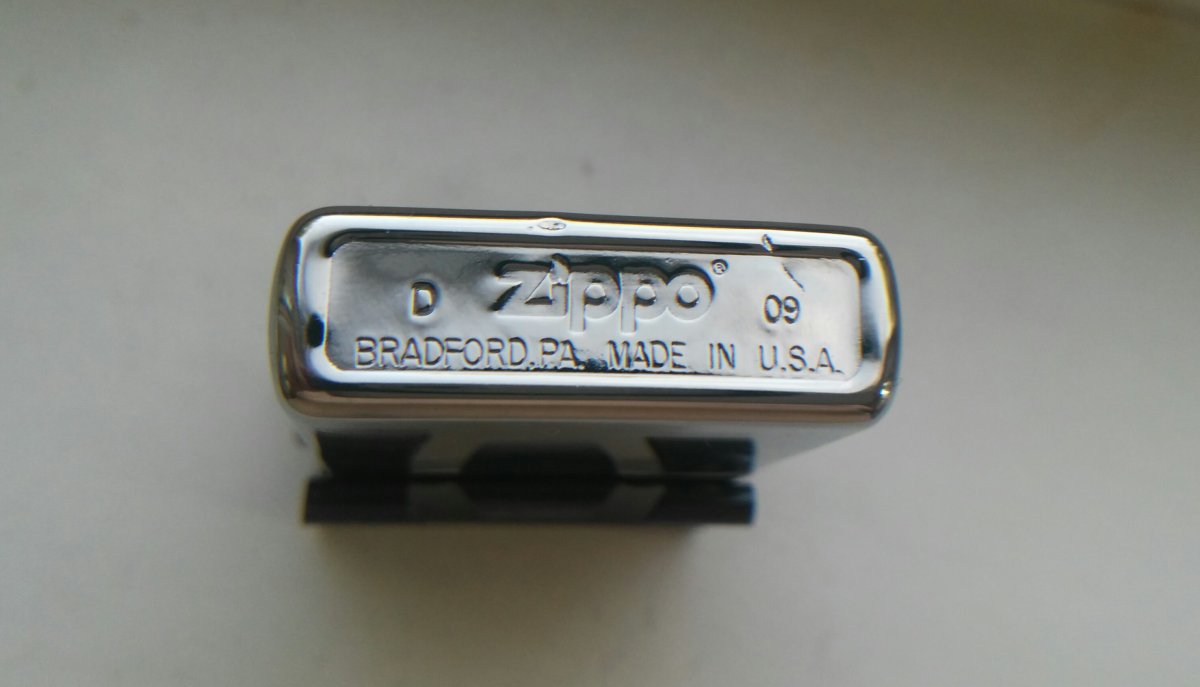 D Zippo® 09
BRADFORD, PA. MADE IN U.S.A.